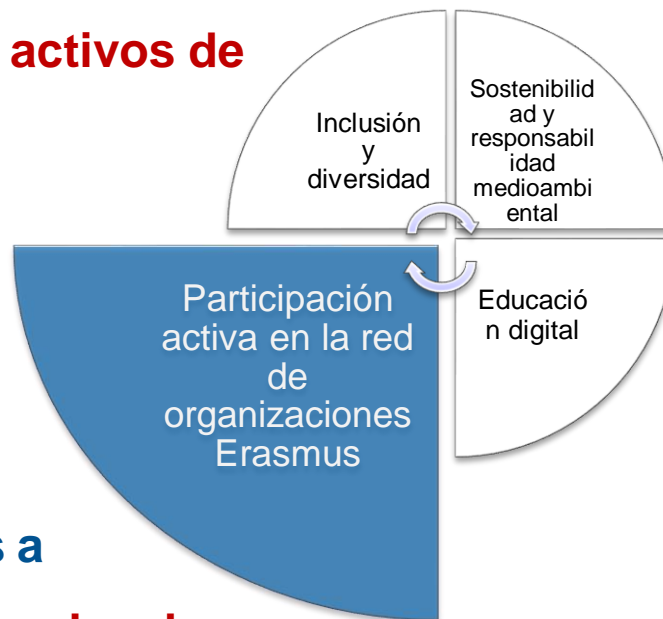 activos de
Inclusión
y
diversidad
Sostenibilid
ad y
responsabil
idad
medioambi
ental
Participación
activa en la red
de
organizaciones
Erasmus
Educació
n digital
s a